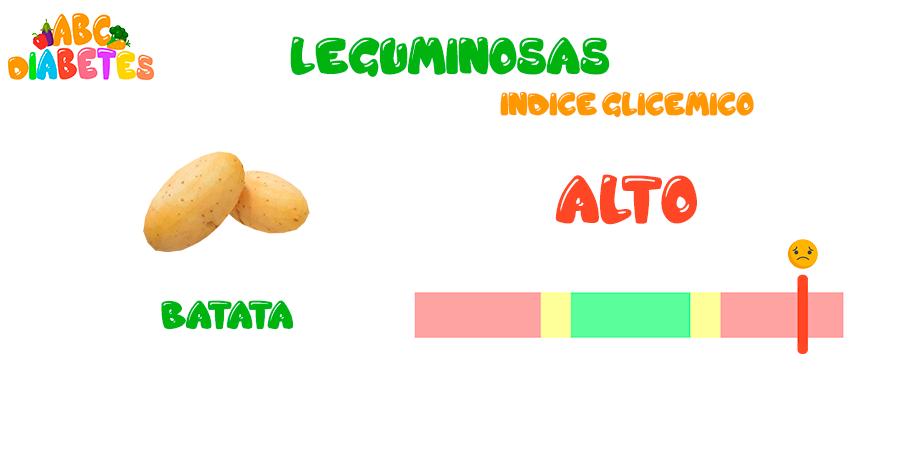 ABC
DIABETES
LEGUMINOSAS
INDICE GLICEMICO
ALTO
BATATA